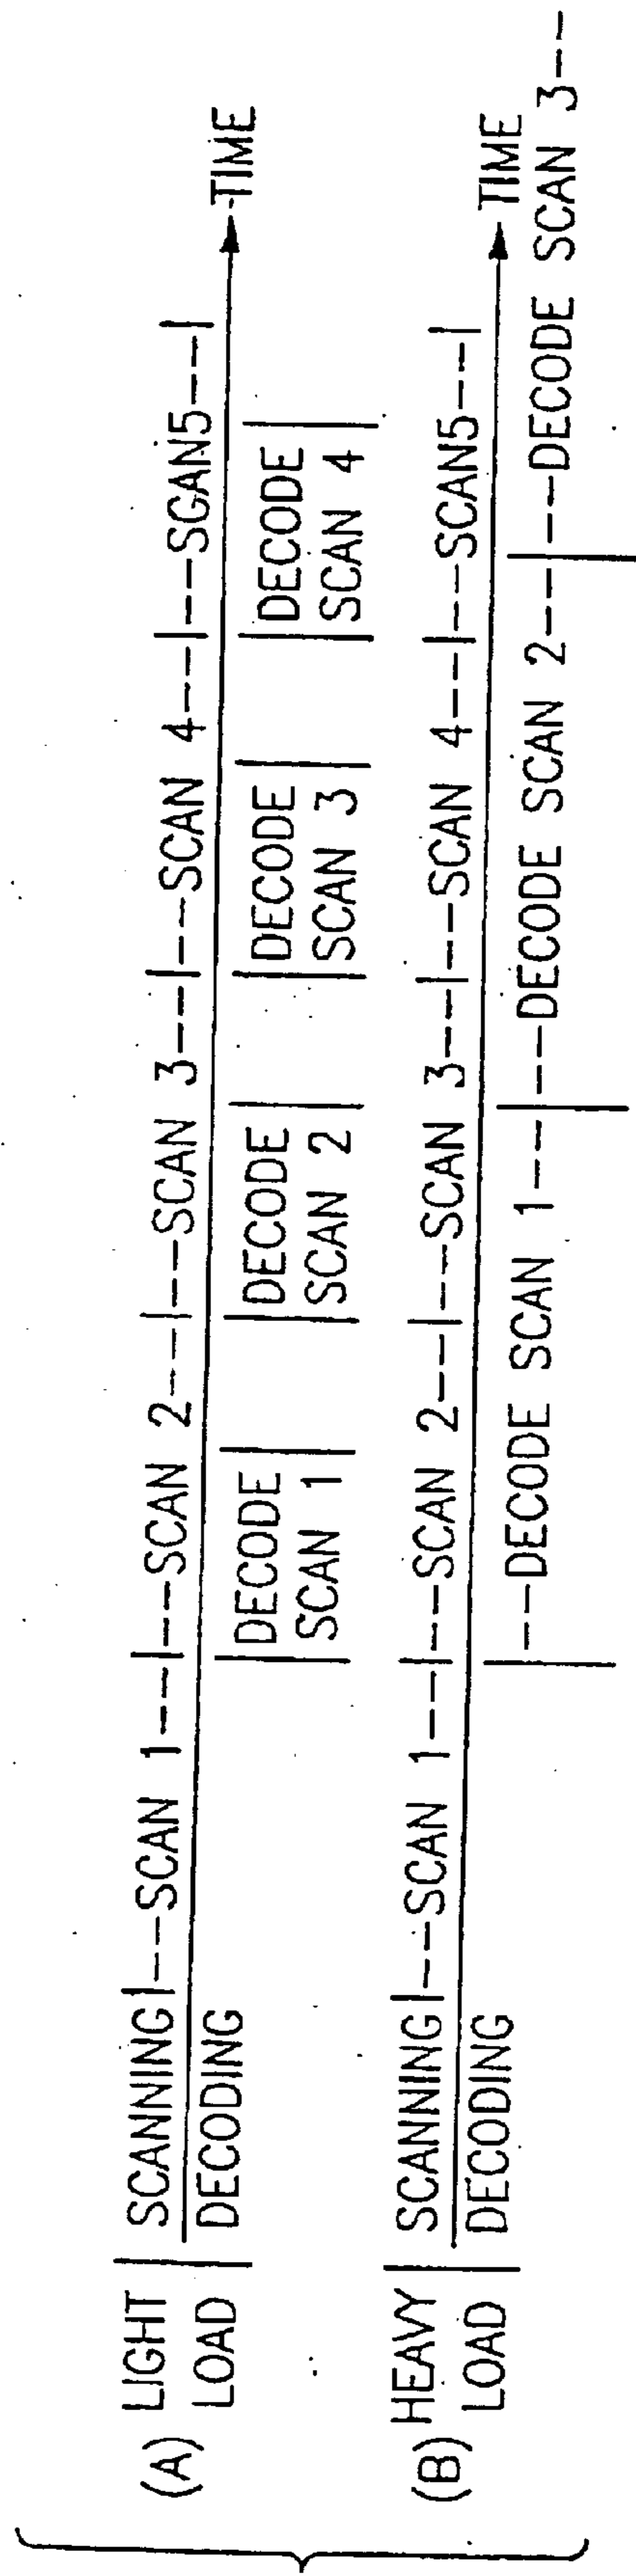 (A) LIGHT LOAD
SCANNING |---SCAN 1---|---SCAN 2---|---SCAN 3---|---SCAN 4---|---SGAN5---|
TIME
DECODING
DECODE SCAN 1
DECODE SCAN 2
DECODE SCAN 3
DECODE SCAN 4
(B) HEAVY LOAD
SCANNING |---SCAN 1---|---SCAN 2---|---SCAN 3---|---SCAN 4---|---SCAN5---|
TIME
DECODING
|---DECODE SCAN 1---|---DECODE SCAN 2---|---DECODE SCAN 3---